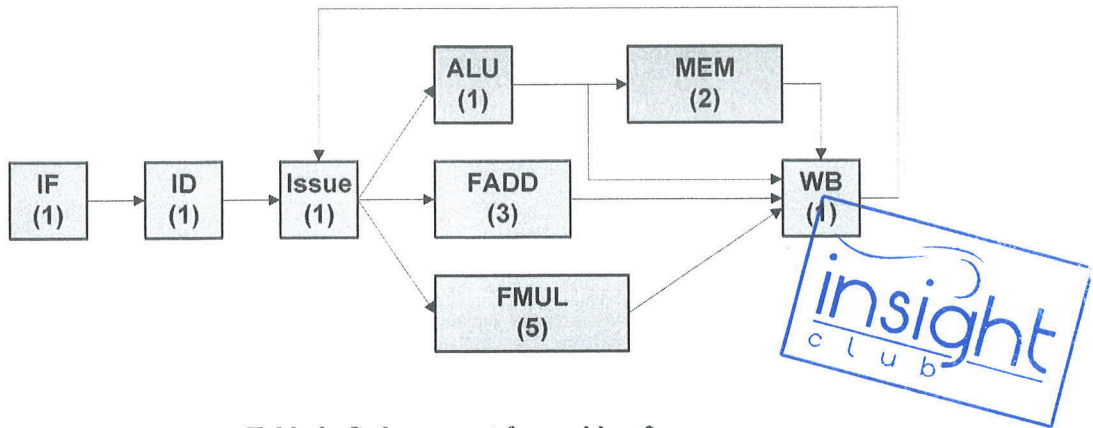 ALU
(1)
MEM
(2)
IF
(1)
ID
(1)
Issue
(1)
FADD
(3)
WB
(1)
FMUL
(5)
insight
club